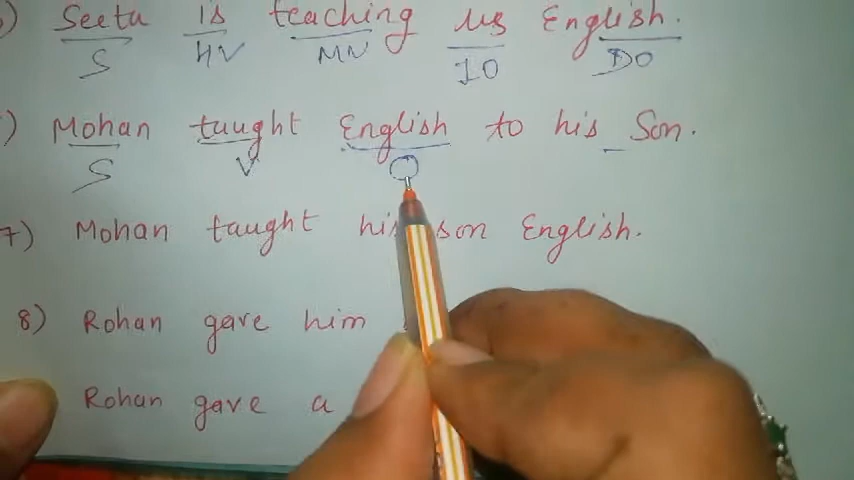 ) Seeta is teaching us English.
S HV MV IO DO
) Mohan taught English to his Son.
S V O
7) Mohan taught his son English.
8) Rohan gave him
Rohan gave a